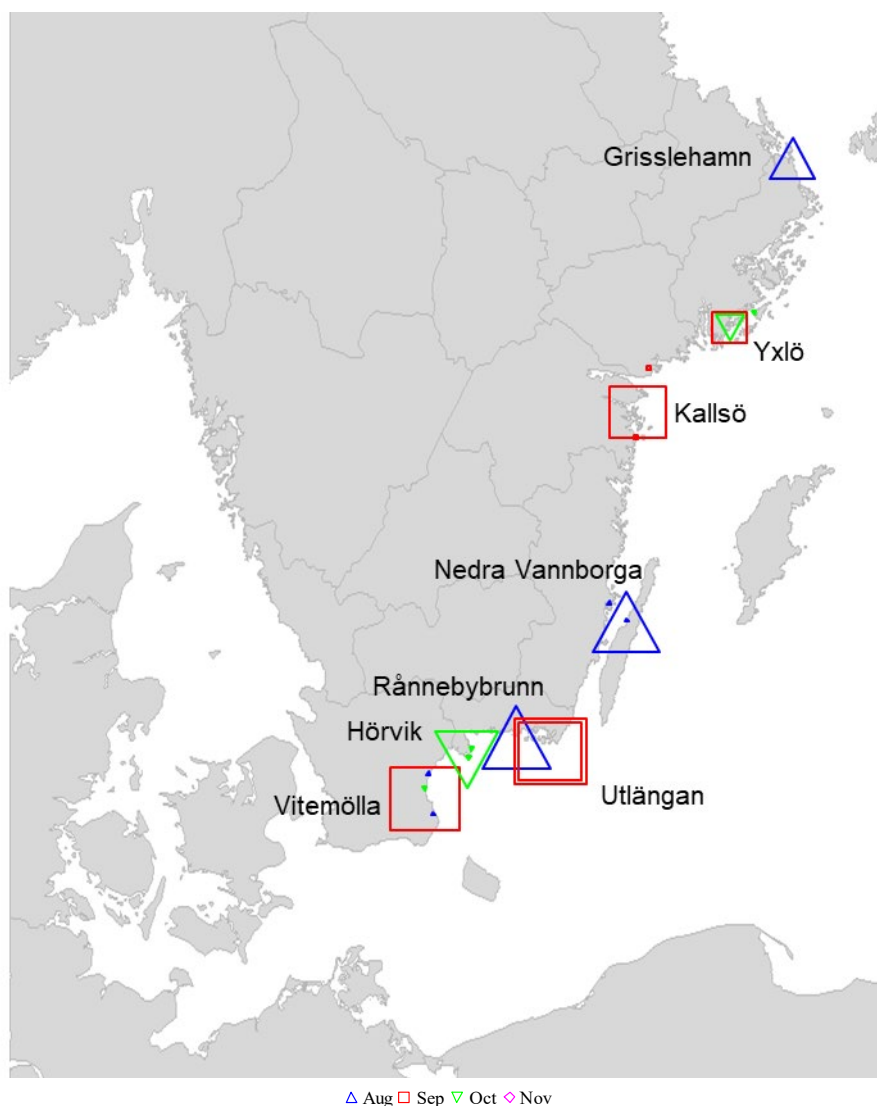 Grisslehamn
Yxlö
Kallsö
Nedra Vannborga
Rånnebybrunn
Hörvik
Vitemölla
Utlängan
Aug Sep Oct Nov